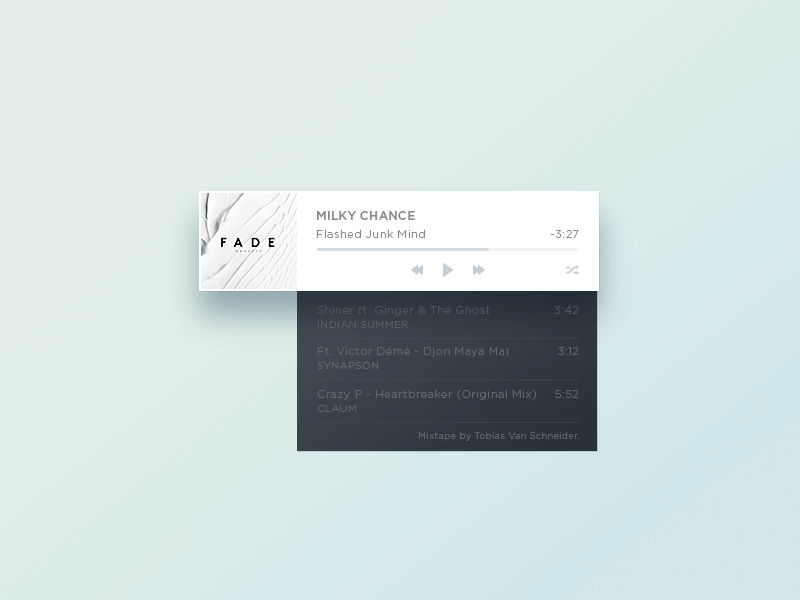 FADE
MILKY CHANCE
Flashed Junk Mind
-3:27
Shiner ft. Ginger & The Ghost
3:42
INDIAN SUMMER
Ft. Victor Démé - Djon Maya Maï
3:12
SYNAPSON
Crazy P - Heartbreaker (Original Mix)
5:52
CLAUM
Mixtape by Tobias Van Schneider.